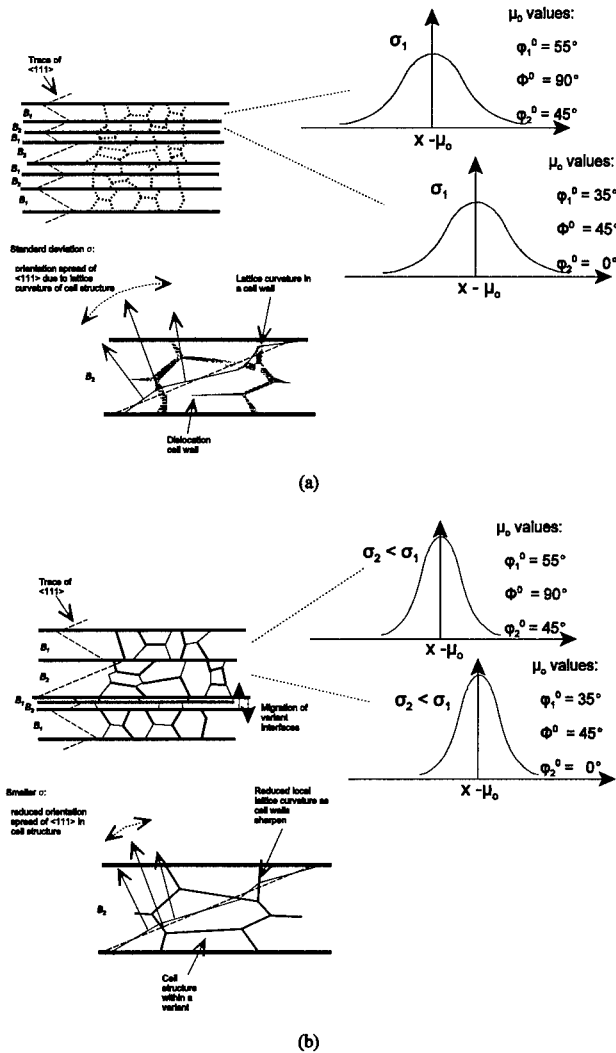 Trace of
<111>
B₁
B₂
B₁
B₂
B₁
B₂
B₁
σ₁
x -μₒ
μₒ values:
φ₁⁰ = 55°
Φ⁰ = 90°
φ₂⁰ = 45°
σ₁
x - μₒ
μₒ values:
φ₁⁰ = 35°
Φ⁰ = 45°
φ₂⁰ = 0°
Standard deviation σ:
orientation spread of
<111> due to lattice
curvature of cell structure
Lattice curvature in
a cell wall
B₂
Dislocation
cell wall
(a)
Trace of
<111>
B₁
B₂
B₁
B₂
B₁
Migration of
variant
interfaces
σ₂ < σ₁
x -μₒ
μₒ values:
φ₁⁰ = 55°
Φ⁰ = 90°
φ₂⁰ = 45°
σ₂ < σ₁
x -μₒ
μₒ values:
φ₁⁰ = 35°
Φ⁰ = 45°
φ₂⁰ = 0°
Smaller σ:
reduced orientation
spread of <111> in
cell structure
Reduced local
lattice curvature as
cell walls
sharpen
B₂
Cell
structure
within a
variant
(b)